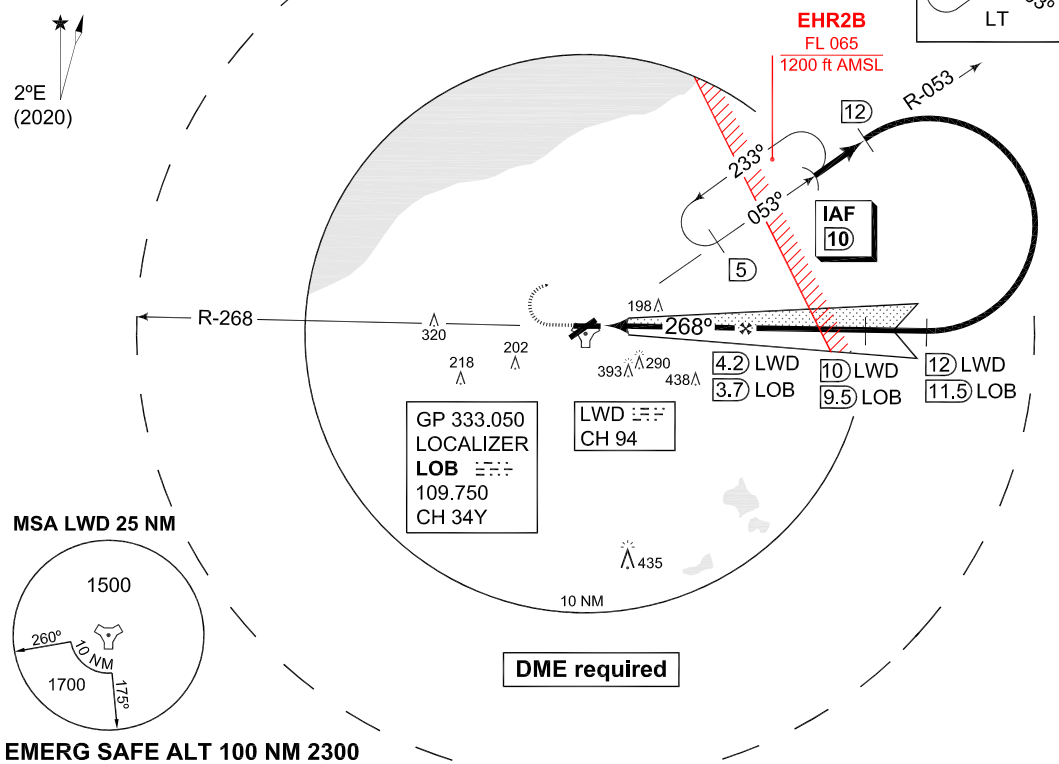 03º
LT
EHR2B
FL 065
1200 ft AMSL
2ºE
(2020)
R-053
12
233º
053º
IAF
10
5
R-268
198
268º
320
202
218
393
290
438
4.2 LWD
3.7 LOB
10 LWD
9.5 LOB
12 LWD
11.5 LOB
GP 333.050
LOCALIZER
LOB
109.750
CH 34Y
LWD
CH 94
435
10 NM
MSA LWD 25 NM
1500
260º
10 NM
1700
175º
DME required
EMERG SAFE ALT 100 NM 2300